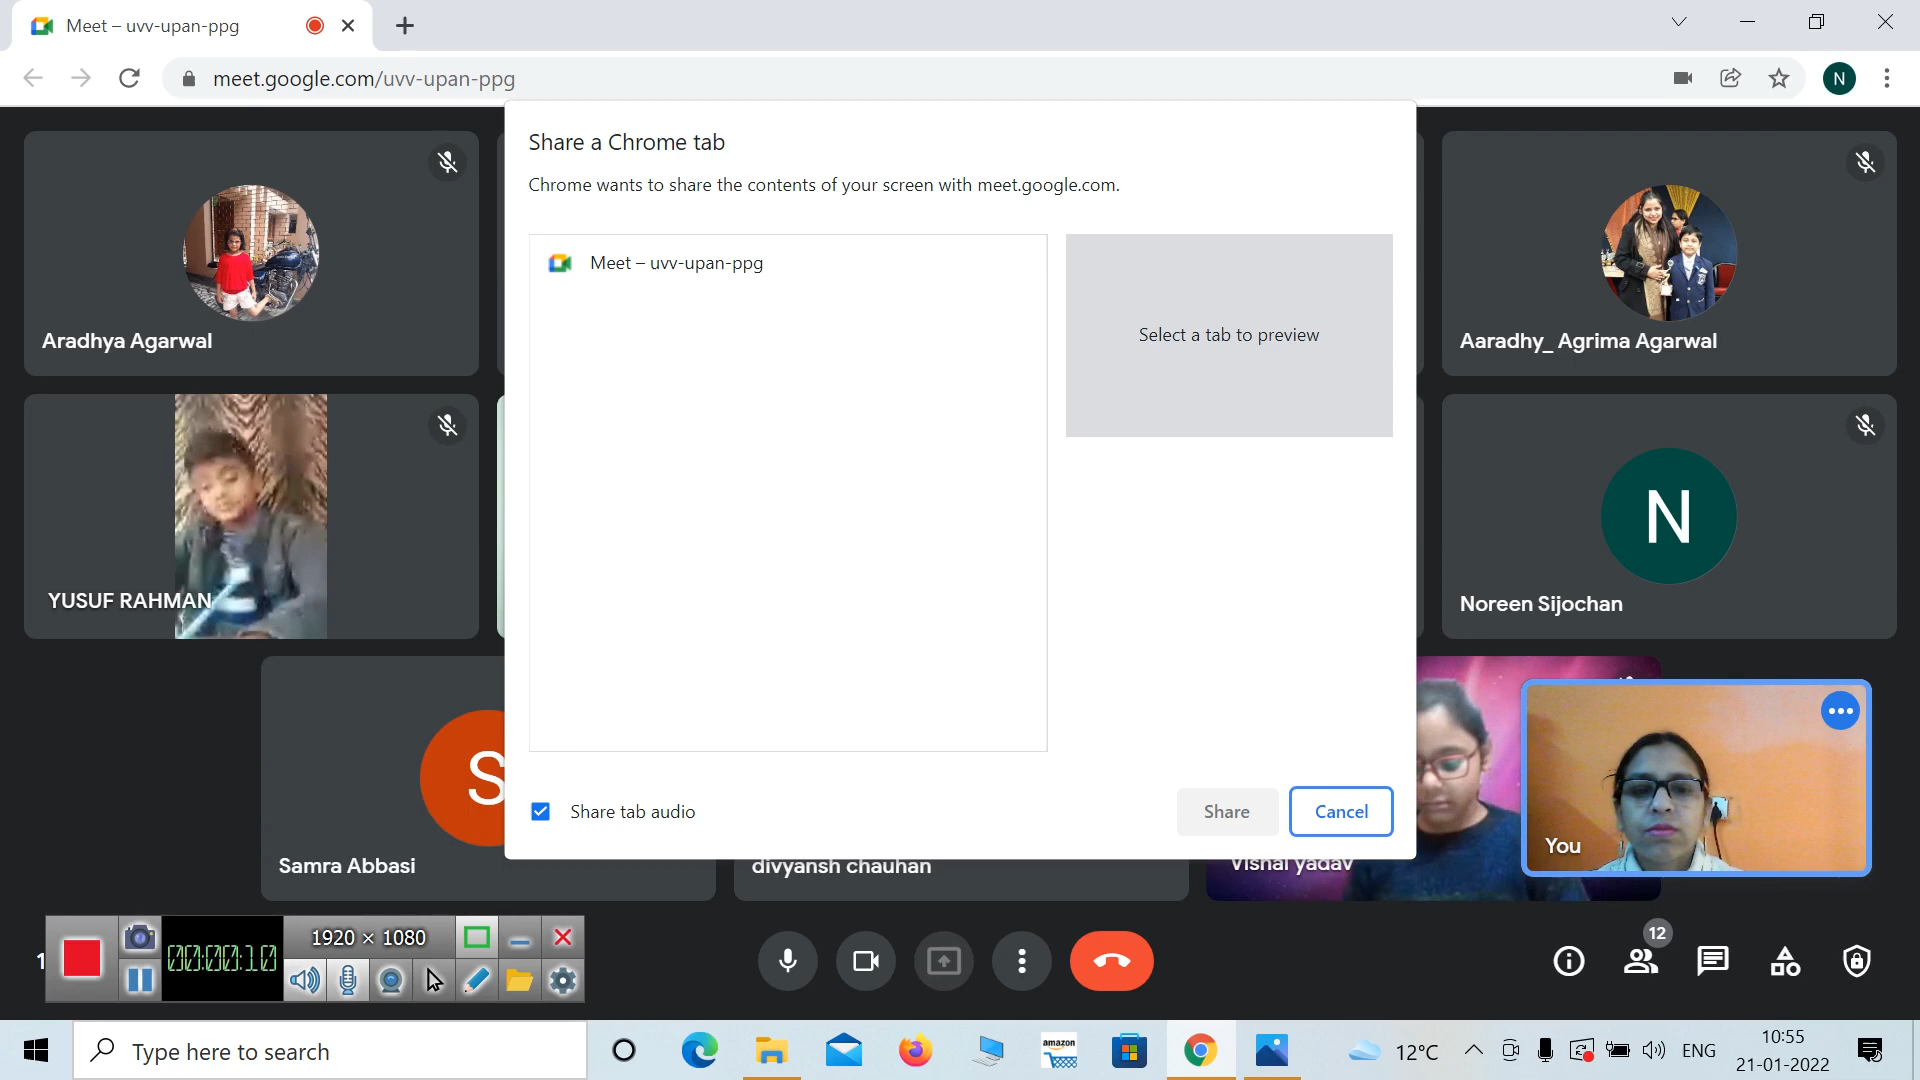 Meet – uvv-upan-ppg
meet.google.com/uvv-upan-ppg
N
Share a Chrome tab
Chrome wants to share the contents of your screen with meet.google.com.
Meet – uvv-upan-ppg
Select a tab to preview
Share tab audio
Share
Cancel
Aradhya Agarwal
Aaradhy_ Agrima Agarwal
YUSUF RAHMAN
N
Noreen Sijochan
S
Samra Abbasi
divyansh chauhan
Vishal yadav
You
1
00:00:10
1920 × 1080
12
Type here to search
amazon
12°C
ENG
10:55
21-01-2022